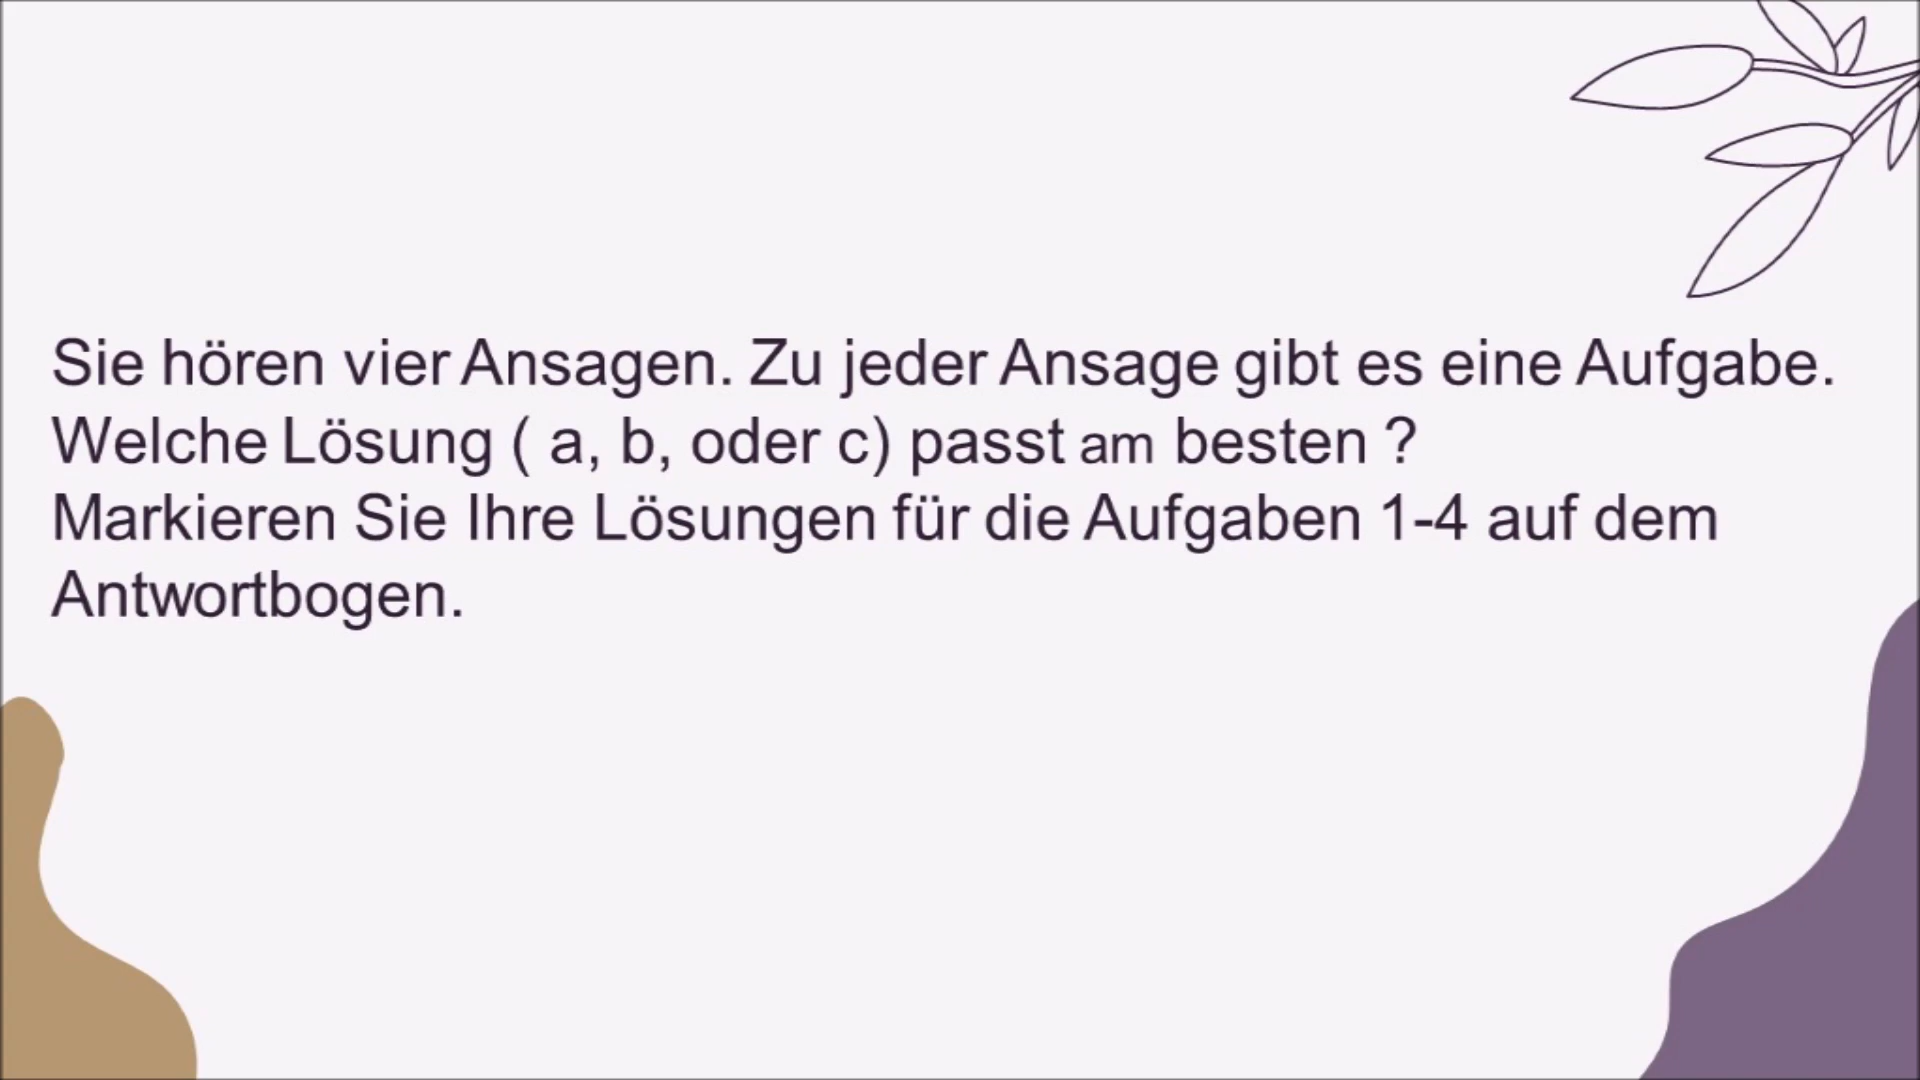 Sie hören vier Ansagen. Zu jeder Ansage gibt es eine Aufgabe.
Welche Lösung ( a, b, oder c) passt am besten ?
Markieren Sie Ihre Lösungen für die Aufgaben 1-4 auf dem
Antwortbogen.